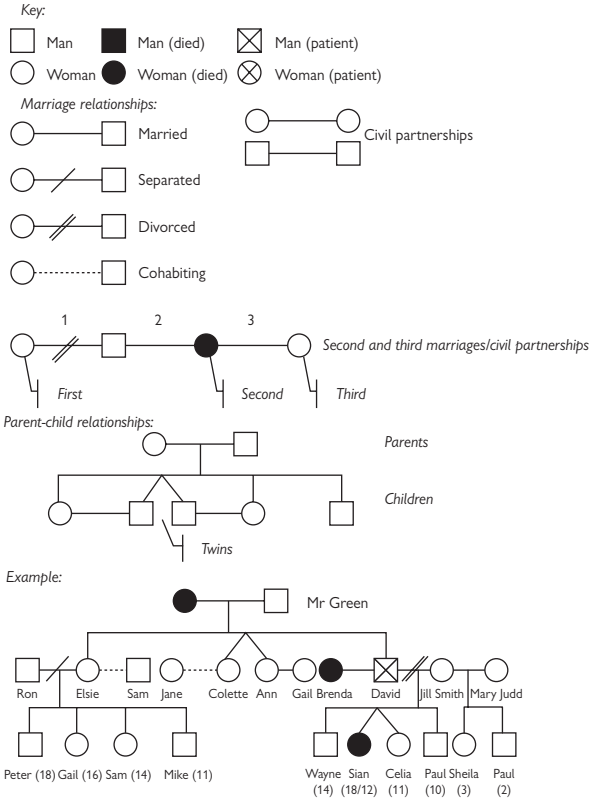 Key:
Man Man (died) Man (patient)
Woman Woman (died) Woman (patient)
Marriage relationships:
Married
Civil partnerships
Separated
Divorced
Cohabiting
1 2 3
Second and third marriages/civil partnerships
First Second Third
Parent-child relationships:
Parents
Children
Twins
Example:
Mr Green
Ron Elsie Sam Jane Colette Ann Gail Brenda David Jill Smith Mary Judd
Peter (18) Gail (16) Sam (14) Mike (11) Wayne Sian Celia Paul Sheila Paul
(14) (18/12) (11) (10) (3) (2)